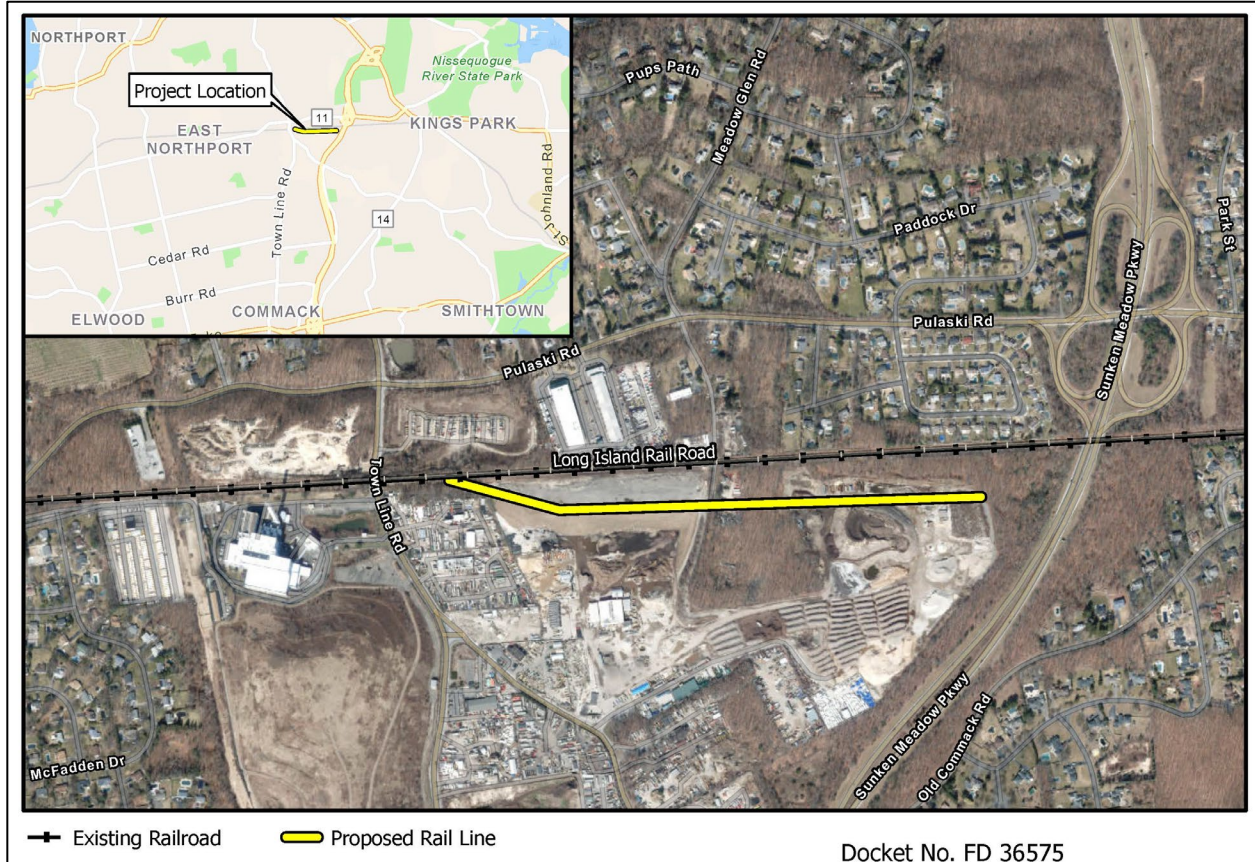 NORTHPORT
Nissequogue
River State Park
Project Location
11
EAST
NORTHPORT
KINGS PARK
Town Line Rd
14
St Johnland Rd
Cedar Rd
Burr Rd
ELWOOD
COMMACK
SMITHTOWN
Pups Path
Meadow Glen Rd
Paddock Dr
Park St
Pulaski Rd
Sunken Meadow Pkwy
Pulaski Rd
Long Island Rail Road
Town Line Rd
McFadden Dr
Sunken Meadow Pkwy
Old Commack Rd
Existing Railroad
Proposed Rail Line
Docket No. FD 36575